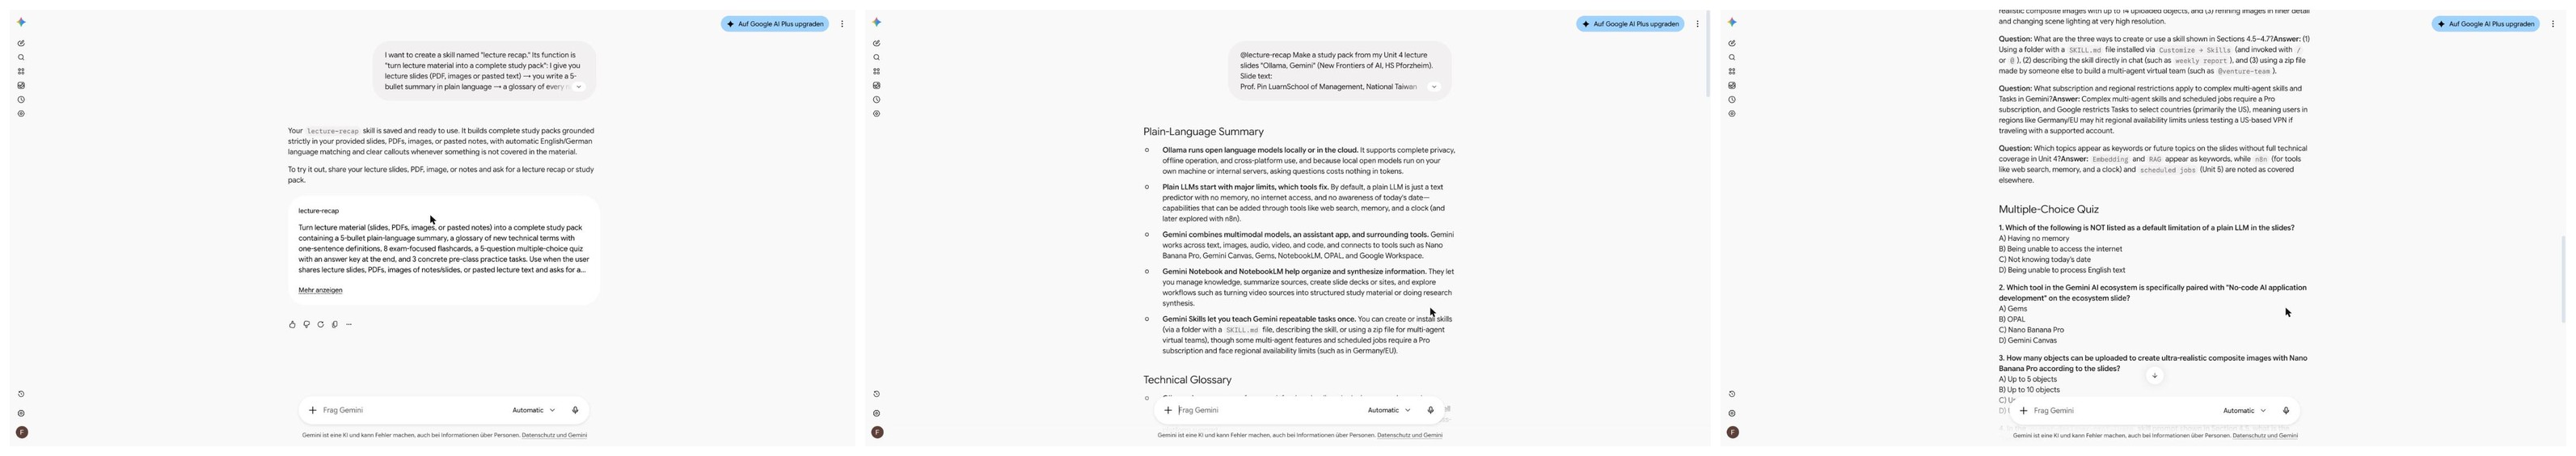 Auf Google AI Plus upgraden
I want to create a skill named "lecture recap." Its function is
"turn lecture material into a complete study pack": I give you
lecture slides (PDF, images or pasted text) → you write a 5-
bullet summary in plain language → a glossary of every
Your lecture-recap skill is saved and ready to use. It builds complete study packs grounded
strictly in your provided slides, PDFs, images, or pasted notes, with automatic English/German
language matching and clear callouts whenever something is not covered in the material.
To try it out, share your lecture slides, PDF, image, or notes and ask for a lecture recap or study
pack.
lecture-recap
Turn lecture material (slides, PDFs, images, or pasted notes) into a complete study pack
containing a 5-bullet plain-language summary, a glossary of new technical terms with
one-sentence definitions, 8 exam-focused flashcards, a 5-question multiple-choice quiz
with an answer key at the end, and 3 concrete pre-class practice tasks. Use when the user
shares lecture slides, PDFs, images of notes/slides, or pasted lecture text and asks for a...
Mehr anzeigen
Frag Gemini
Automatic
F
Gemini ist eine KI und kann Fehler machen, auch bei Informationen über Personen. Datenschutz und Gemini
Auf Google AI Plus upgraden
@lecture-recap Make a study pack from my Unit 4 lecture
slides "Ollama, Gemini" (New Frontiers of AI, HS Pforzheim).
Slide text:
Prof. Pin LuarnSchool of Management, National Taiwan
Plain-Language Summary
Ollama runs open language models locally or in the cloud. It supports complete privacy,
offline operation, and cross-platform use, and because local open models run on your
own machine or internal servers, asking questions costs nothing in tokens.
Plain LLMs start with major limits, which tools fix. By default, a plain LLM is just a text
predictor with no memory, no internet access, and no awareness of today's date—
capabilities that can be added through tools like web search, memory, and a clock (and
later explored with n8n).
Gemini combines multimodal models, an assistant app, and surrounding tools. Gemini
works across text, images, audio, video, and code, and connects to tools such as Nano
Banana Pro, Gemini Canvas, Gems, NotebookLM, OPAL, and Google Workspace.
Gemini Notebook and NotebookLM help organize and synthesize information. They let
you manage knowledge, summarize sources, create slide decks or sites, and explore
workflows such as turning video sources into structured study material or doing research
synthesis.
Gemini Skills let you teach Gemini repeatable tasks once. You can create or install skills
(via a folder with a SKILL.md file, describing the skill, or using a zip file for multi-agent
virtual teams), though some multi-agent features and scheduled jobs require a Pro
subscription and face regional availability limits (such as in Germany/EU).
Technical Glossary
Frag Gemini
Automatic
F
Gemini ist eine KI und kann Fehler machen, auch bei Informationen über Personen. Datenschutz und Gemini
Auf Google AI Plus upgraden
realistic composite images with up to 14 uploaded objects, and (3) refining images in finer detail
and changing scene lighting at very high resolution.
Question: What are the three ways to create or use a skill shown in Sections 4.5–4.7?Answer: (1)
Using a folder with a SKILL.md file installed via Customize → Skills (and invoked with /
or @ ), (2) describing the skill directly in chat (such as weekly report ), and (3) using a zip file
made by someone else to build a multi-agent virtual team (such as @venture-team ).
Question: What subscription and regional restrictions apply to complex multi-agent skills and
Tasks in Gemini?Answer: Complex multi-agent skills and scheduled jobs require a Pro
subscription, and Google restricts Tasks to select countries (primarily the US), meaning users in
regions like Germany/EU may hit regional availability limits unless testing a US-based VPN if
traveling with a supported account.
Question: Which topics appear as keywords or future topics on the slides without full technical
coverage in Unit 4?Answer: Embedding and RAG appear as keywords, while n8n (for tools
like web search, memory, and a clock) and scheduled jobs (Unit 5) are noted as covered
elsewhere.
Multiple-Choice Quiz
1. Which of the following is NOT listed as a default limitation of a plain LLM in the slides?
A) Having no memory
B) Being unable to access the internet
C) Not knowing today's date
D) Being unable to process English text
2. Which tool in the Gemini AI ecosystem is specifically paired with "No-code AI application
development" on the ecosystem slide?
A) Gems
B) OPAL
C) Nano Banana Pro
D) Gemini Canvas
3. How many objects can be uploaded to create ultra-realistic composite images with Nano
Banana Pro according to the slides?
A) Up to 5 objects
B) Up to 10 objects
Frag Gemini
Automatic
F
Gemini ist eine KI und kann Fehler machen, auch bei Informationen über Personen. Datenschutz und Gemini